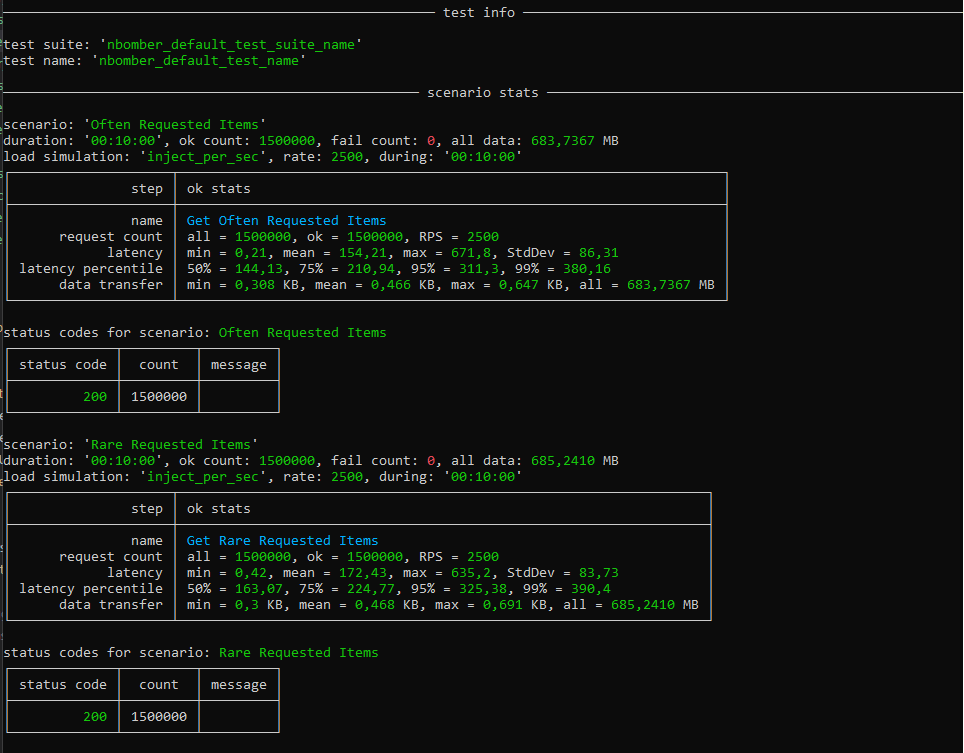 test info
test suite: 'nbomber_default_test_suite_name'
test name: 'nbomber_default_test_name'
scenario stats
scenario: 'Often Requested Items'
duration: '00:10:00', ok count: 1500000, fail count: 0, all data: 683,7367 MB
load simulation: 'inject_per_sec', rate: 2500, during: '00:10:00'
step ok stats
name Get Often Requested Items
request count all = 1500000, ok = 1500000, RPS = 2500
latency min = 0,21, mean = 154,21, max = 671,8, StdDev = 86,31
latency percentile 50% = 144,13, 75% = 210,94, 95% = 311,3, 99% = 380,16
data transfer min = 0,308 KB, mean = 0,466 KB, max = 0,647 KB, all = 683,7367 MB
status codes for scenario: Often Requested Items
status code count message
200 1500000
scenario: 'Rare Requested Items'
duration: '00:10:00', ok count: 1500000, fail count: 0, all data: 685,2410 MB
load simulation: 'inject_per_sec', rate: 2500, during: '00:10:00'
step ok stats
name Get Rare Requested Items
request count all = 1500000, ok = 1500000, RPS = 2500
latency min = 0,42, mean = 172,43, max = 635,2, StdDev = 83,73
latency percentile 50% = 163,07, 75% = 224,77, 95% = 325,38, 99% = 390,4
data transfer min = 0,3 KB, mean = 0,468 KB, max = 0,691 KB, all = 685,2410 MB
status codes for scenario: Rare Requested Items
status code count message
200 1500000